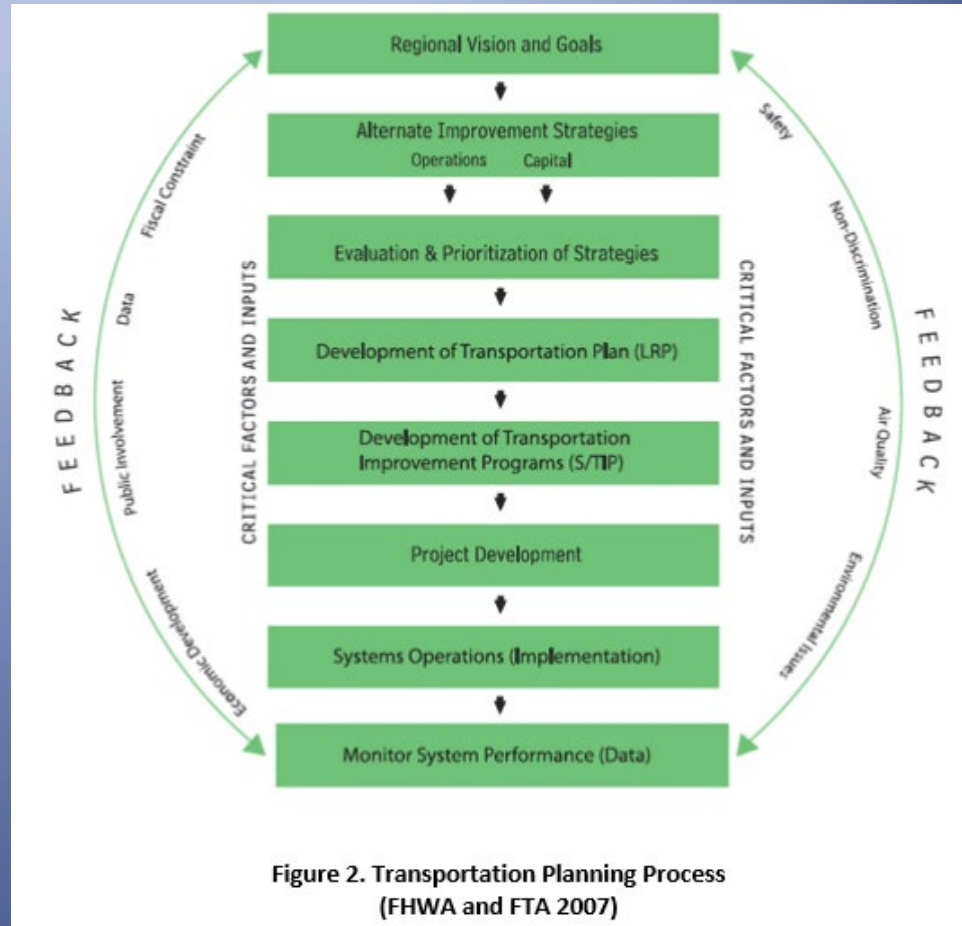 Regional Vision and Goals
Alternate Improvement Strategies
Operations Capital
Evaluation & Prioritization of Strategies
Development of Transportation Plan (LRP)
Development of Transportation
Improvement Programs (S/TIP)
Project Development
Systems Operations (Implementation)
Monitor System Performance (Data)
FEEDBACK
Fiscal Constraint
Data
Public Involvement
Economic Development
CRITICAL FACTORS AND INPUTS
CRITICAL FACTORS AND INPUTS
Safety
Non-Discrimination
Air Quality
Environmental Issues
FEEDBACK
Figure 2. Transportation Planning Process
(FHWA and FTA 2007)